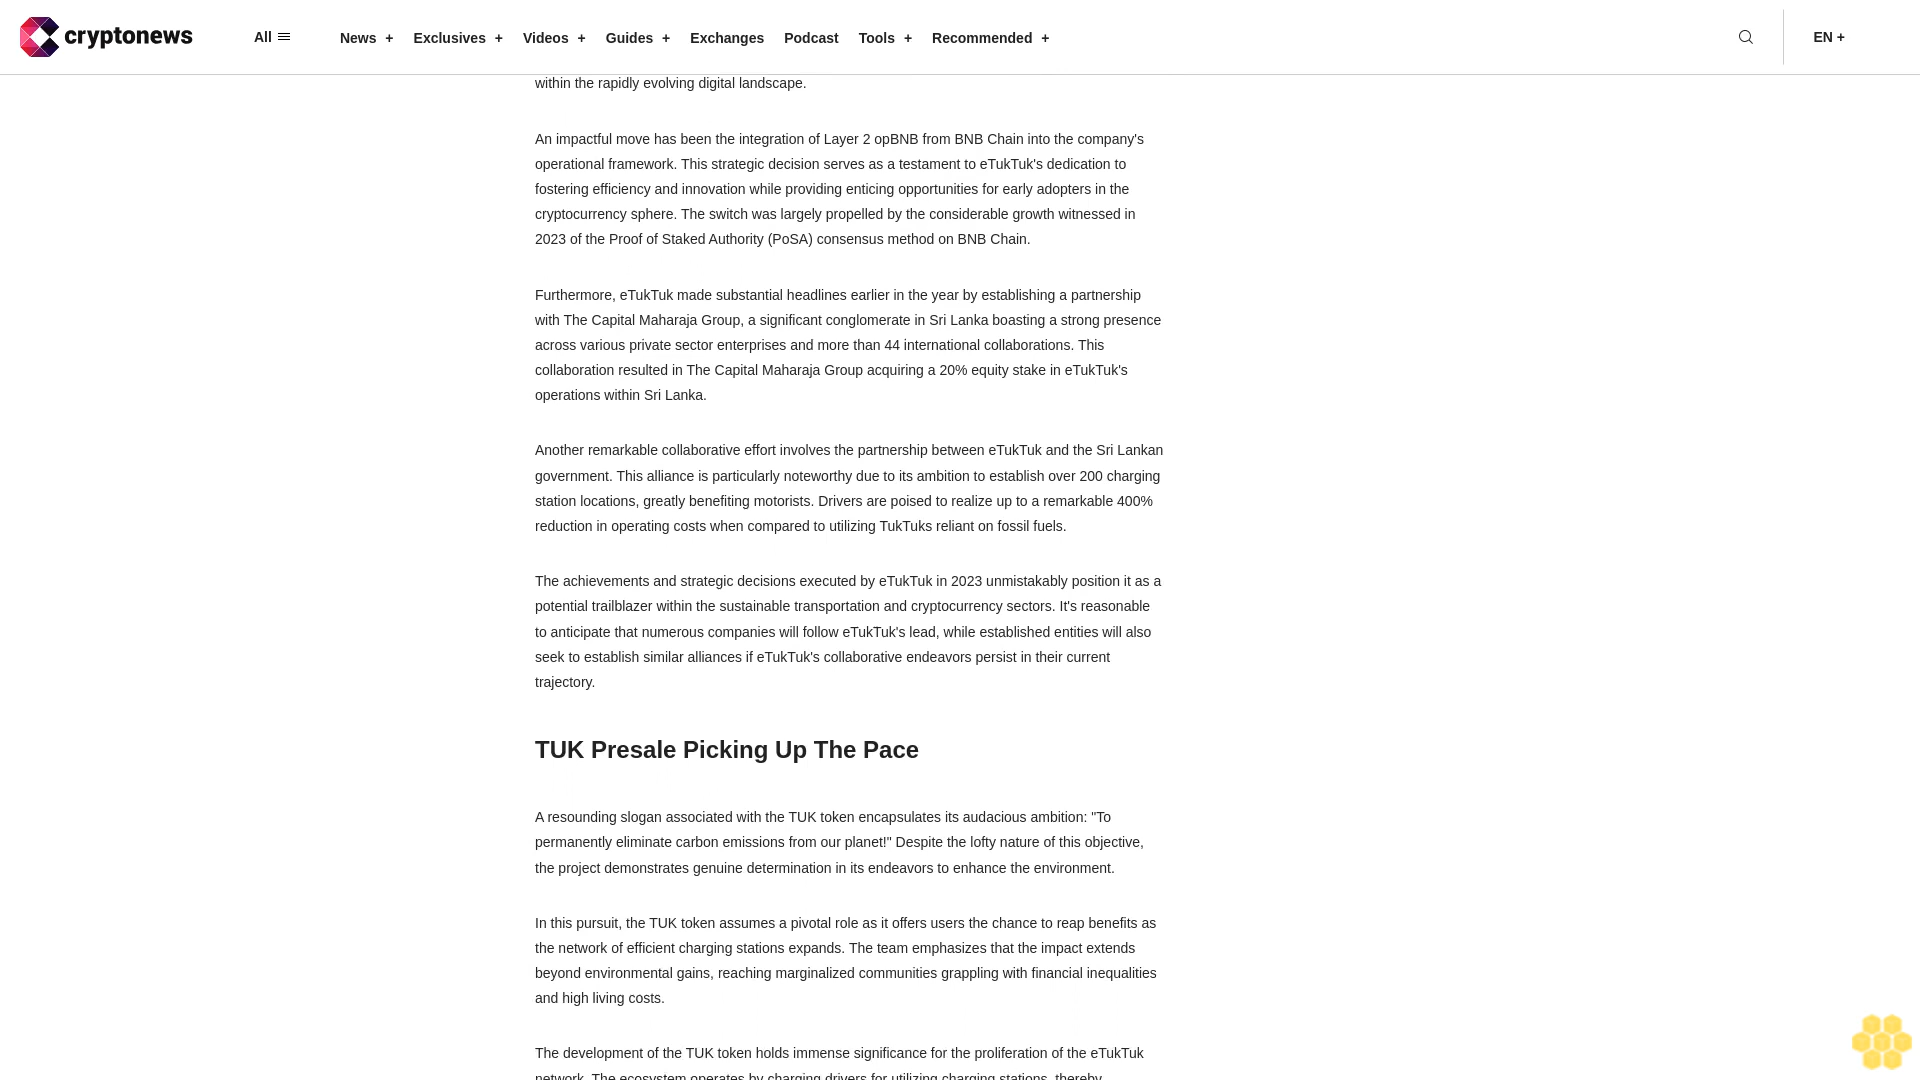 cryptonews
All
News +
Exclusives +
Videos +
Guides +
Exchanges
Podcast
Tools +
Recommended +
EN +
within the rapidly evolving digital landscape.
An impactful move has been the integration of Layer 2 opBNB from BNB Chain into the company's
operational framework. This strategic decision serves as a testament to eTukTuk's dedication to
fostering efficiency and innovation while providing enticing opportunities for early adopters in the
cryptocurrency sphere. The switch was largely propelled by the considerable growth witnessed in
2023 of the Proof of Staked Authority (PoSA) consensus method on BNB Chain.
Furthermore, eTukTuk made substantial headlines earlier in the year by establishing a partnership
with The Capital Maharaja Group, a significant conglomerate in Sri Lanka boasting a strong presence
across various private sector enterprises and more than 44 international collaborations. This
collaboration resulted in The Capital Maharaja Group acquiring a 20% equity stake in eTukTuk's
operations within Sri Lanka.
Another remarkable collaborative effort involves the partnership between eTukTuk and the Sri Lankan
government. This alliance is particularly noteworthy due to its ambition to establish over 200 charging
station locations, greatly benefiting motorists. Drivers are poised to realize up to a remarkable 400%
reduction in operating costs when compared to utilizing TukTuks reliant on fossil fuels.
The achievements and strategic decisions executed by eTukTuk in 2023 unmistakably position it as a
potential trailblazer within the sustainable transportation and cryptocurrency sectors. It's reasonable
to anticipate that numerous companies will follow eTukTuk's lead, while established entities will also
seek to establish similar alliances if eTukTuk's collaborative endeavors persist in their current
trajectory.
TUK Presale Picking Up The Pace
A resounding slogan associated with the TUK token encapsulates its audacious ambition: "To
permanently eliminate carbon emissions from our planet!" Despite the lofty nature of this objective,
the project demonstrates genuine determination in its endeavors to enhance the environment.
In this pursuit, the TUK token assumes a pivotal role as it offers users the chance to reap benefits as
the network of efficient charging stations expands. The team emphasizes that the impact extends
beyond environmental gains, reaching marginalized communities grappling with financial inequalities
and high living costs.
The development of the TUK token holds immense significance for the proliferation of the eTukTuk
network. The ecosystem operates by charging drivers for utilizing charging stations, thereby